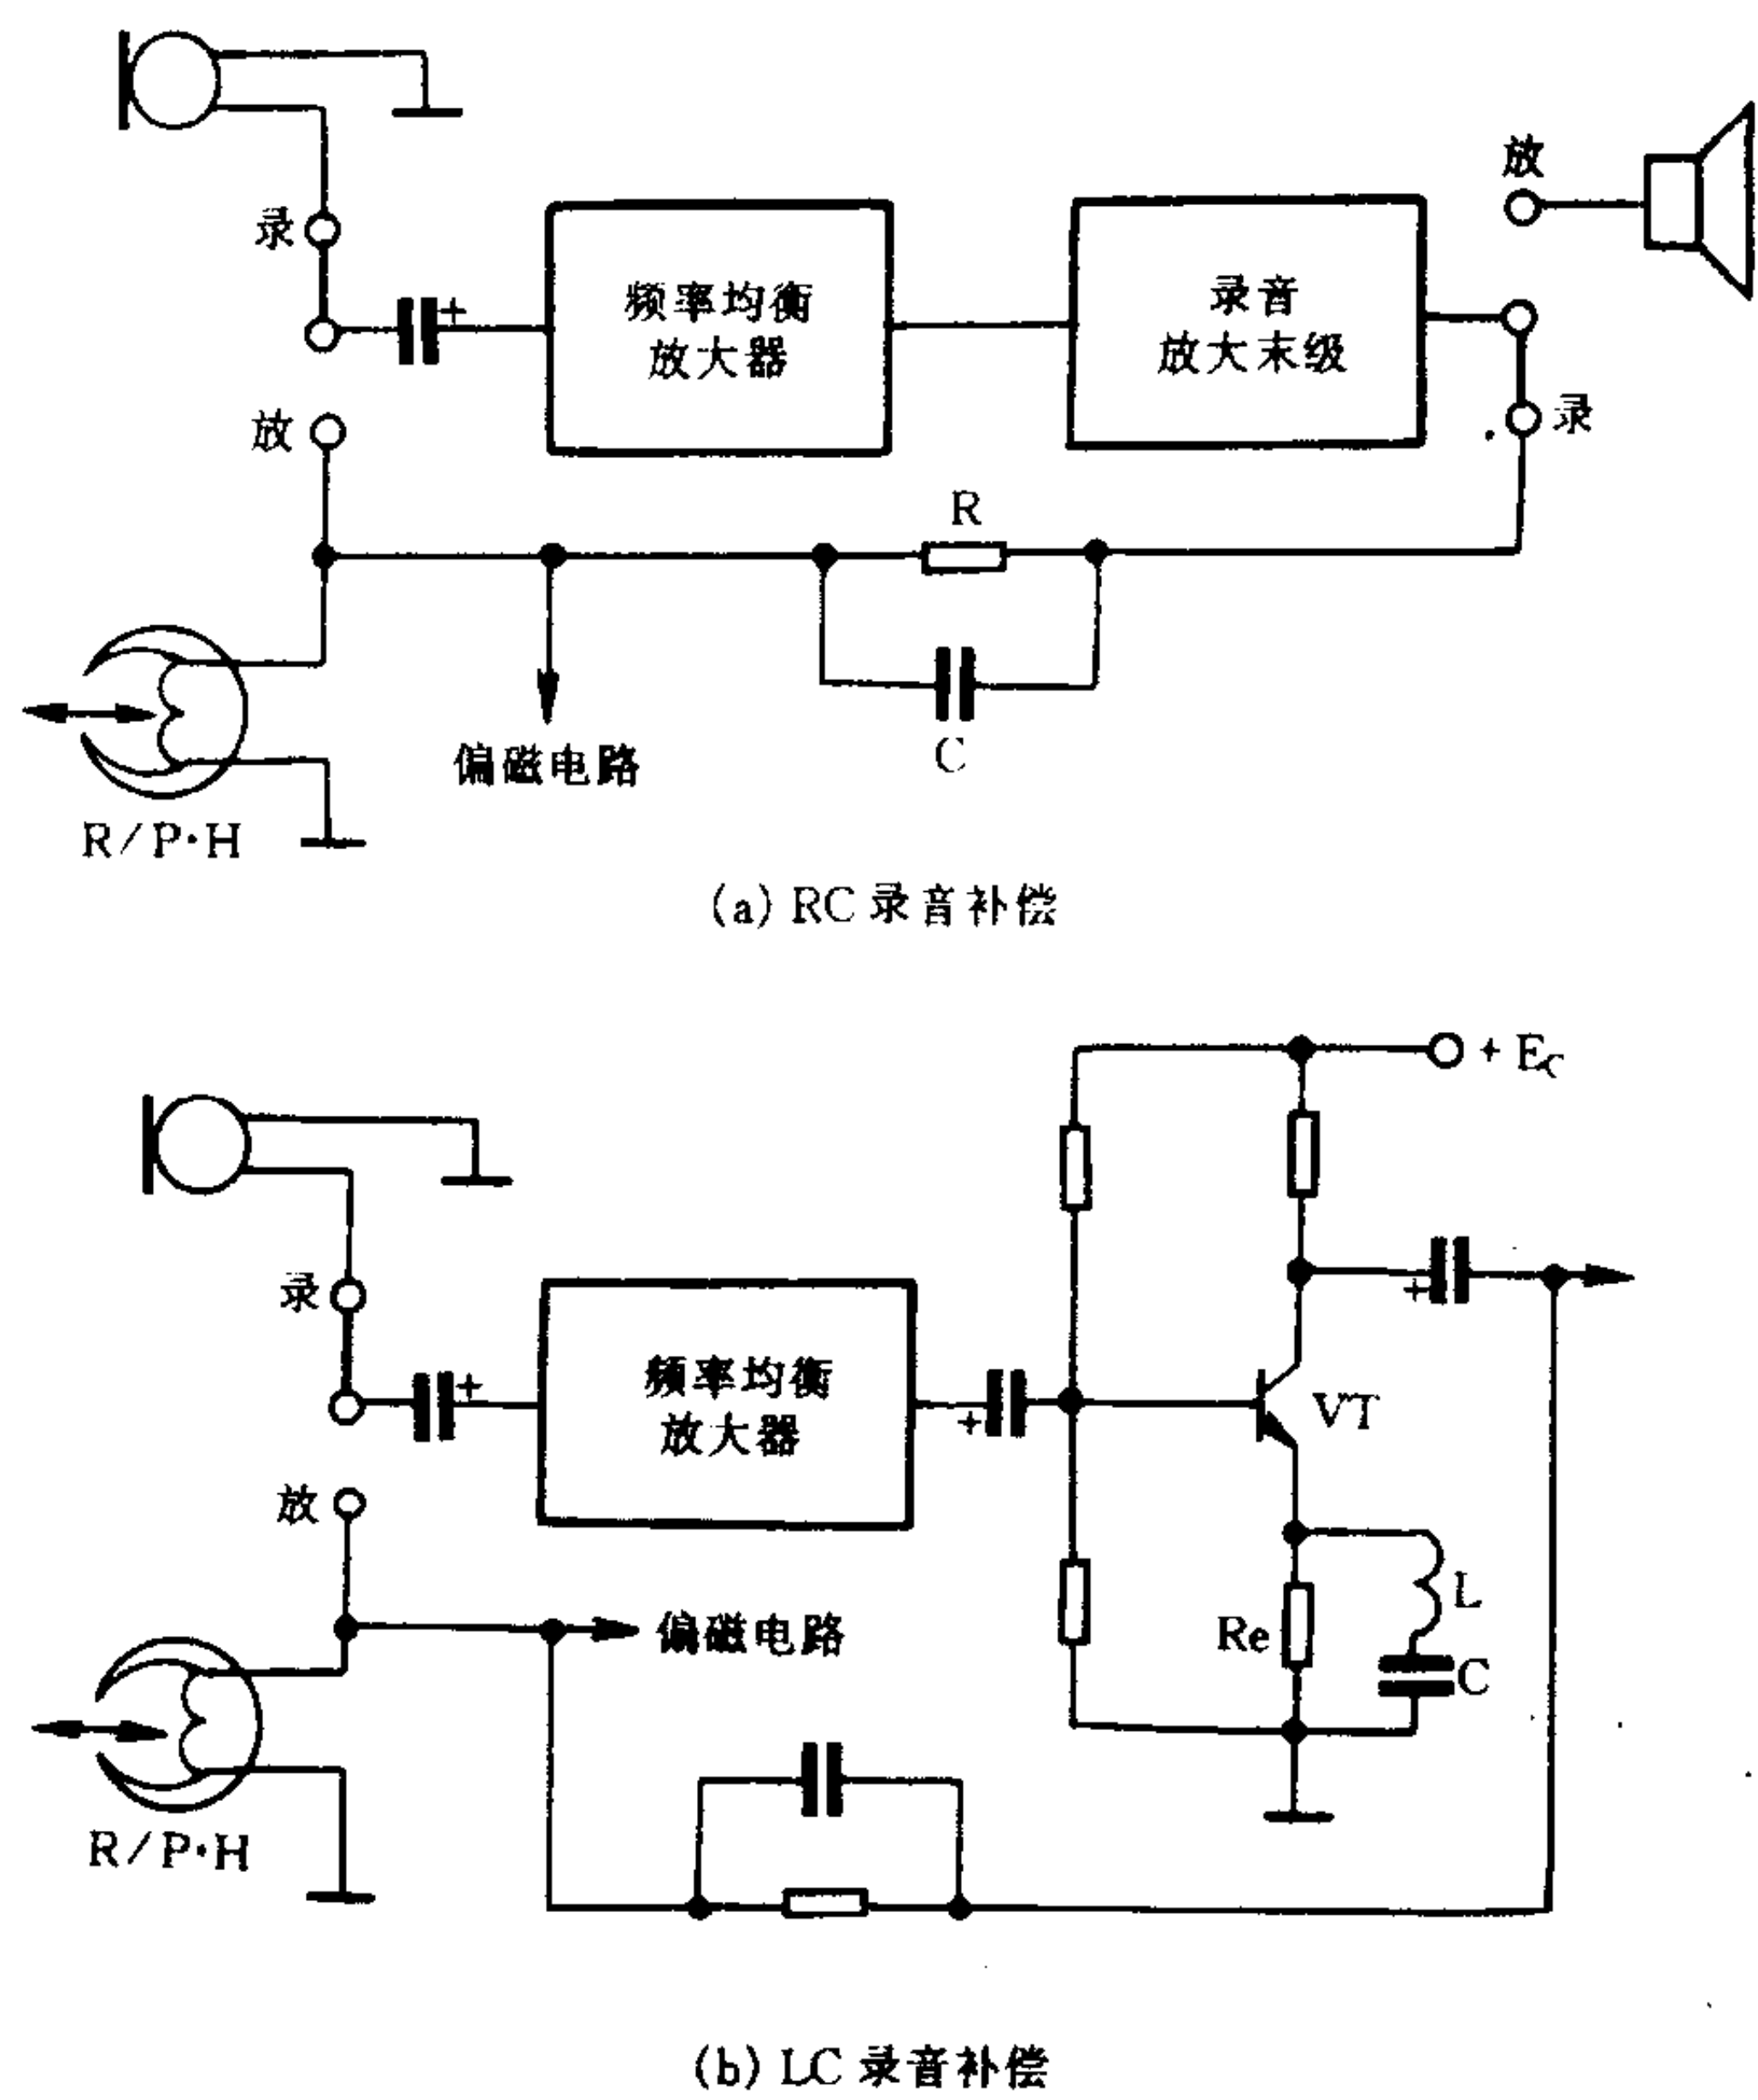 放
录
+
频率均衡
放大器
录音
放大末级
放
录
R
C
偏磁电路
R/P·H
(a) RC 录音补偿
+ Ec
录
+
频率均衡
放大器
+
+
VT
放
L
Re
C
偏磁电路
R/P·H
(b) LC 录音补偿